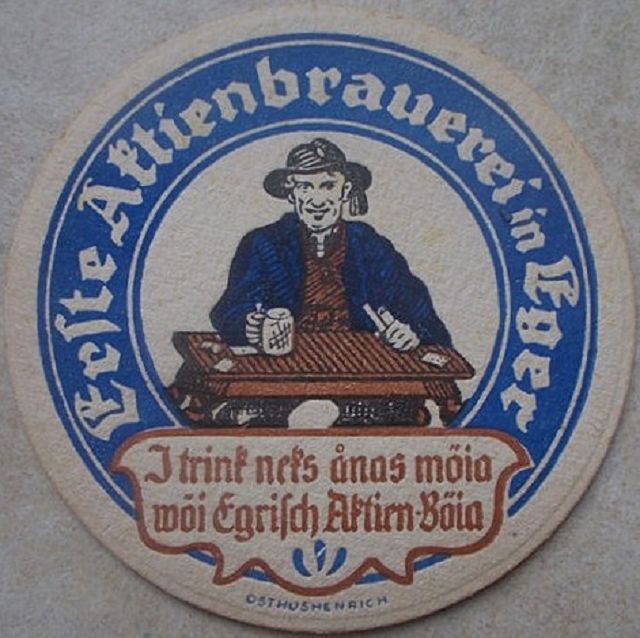 Erste Aktienbrauerei in Eger
I trink neks ånas möia
wöi Egrisch Aktien-Böia
OSTHUSHENRICH